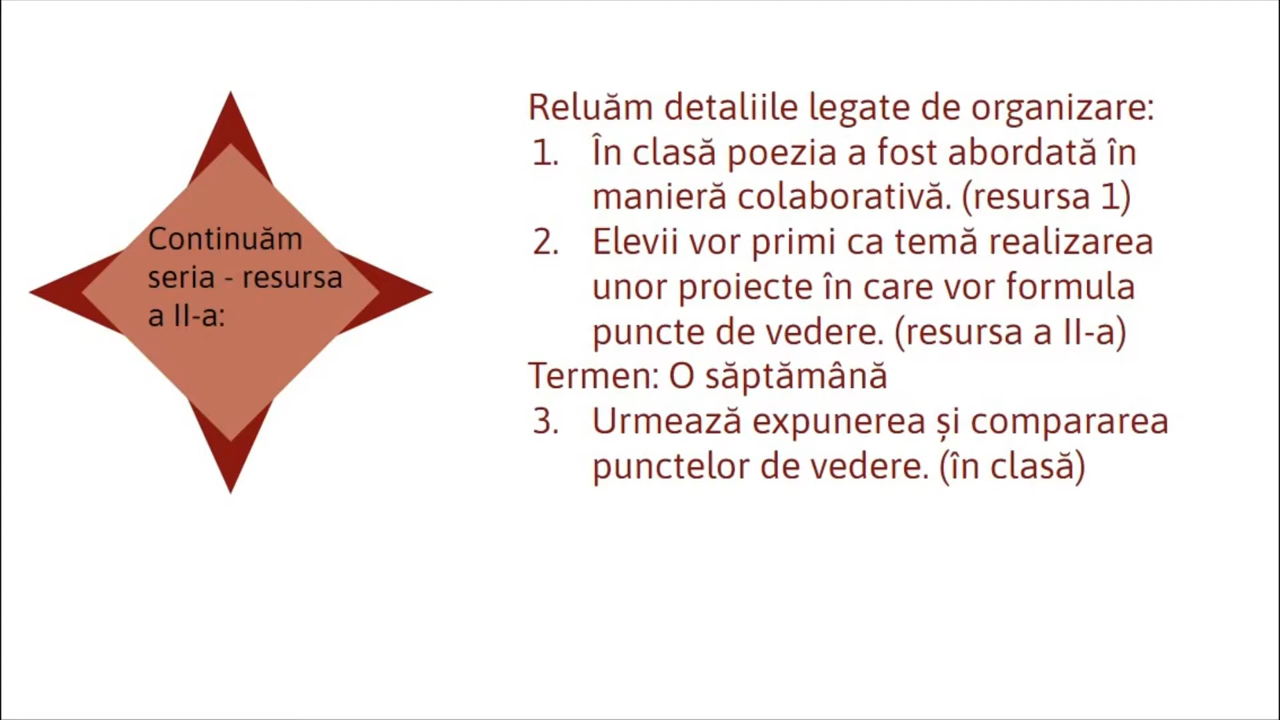 Continuăm
seria - resursa
a II-a:
Reluăm detaliile legate de organizare:
1. În clasă poezia a fost abordată în
manieră colaborativă. (resursa 1)
2. Elevii vor primi ca temă realizarea
unor proiecte în care vor formula
puncte de vedere. (resursa a II-a)
Termen: O săptămână
3. Urmează expunerea și compararea
punctelor de vedere. (în clasă)